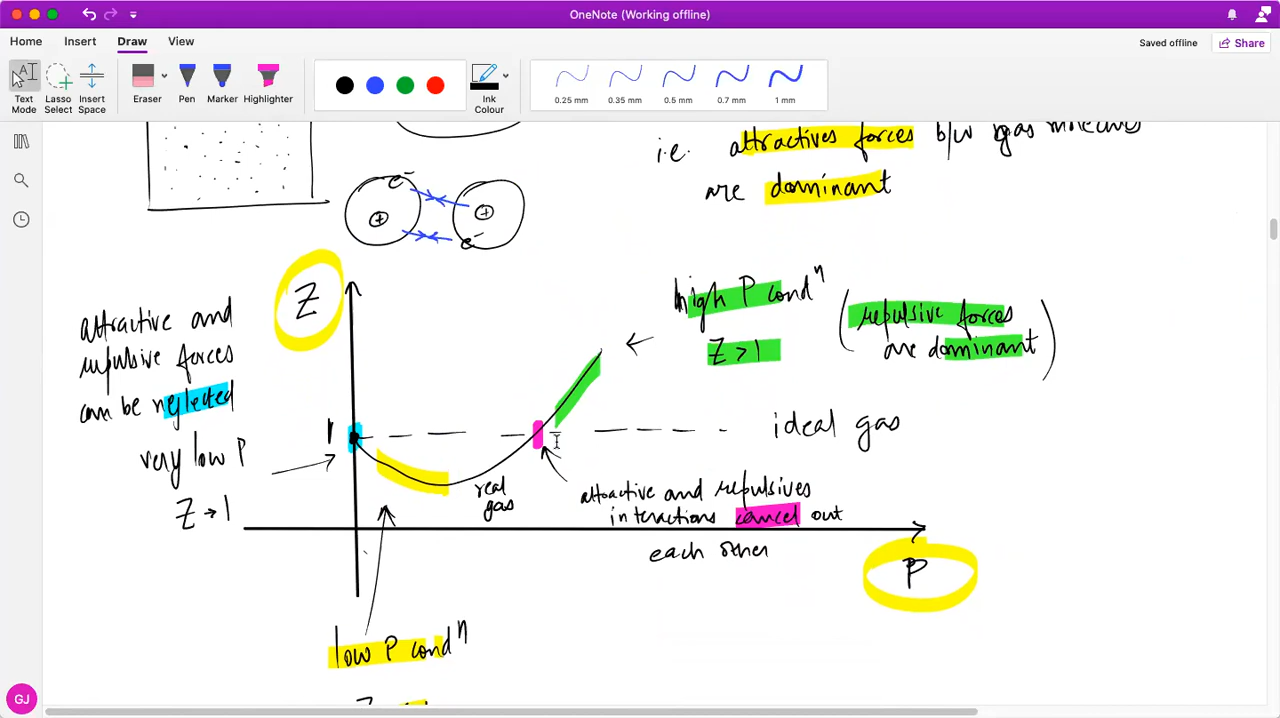 OneNote (Working offline)
Home Insert Draw View
Saved offline
Share
Text Mode
Lasso Select
Insert Space
Eraser
Pen
Marker
Highlighter
Ink Colour
0.25 mm
0.35 mm
0.5 mm
0.7 mm
1 mm
i.e. attractives forces b/w gas molecules
are dominant
e⁻
+
+
e⁻
Z
high P condⁿ
Z > 1
(repulsive forces
are dominant)
attractive and
repulsive forces
can be neglected
very low P
Z → 1
1
ideal gas
real
gas
attractive and repulsives
interactions cancel out
each other
P
low P condⁿ
GJ